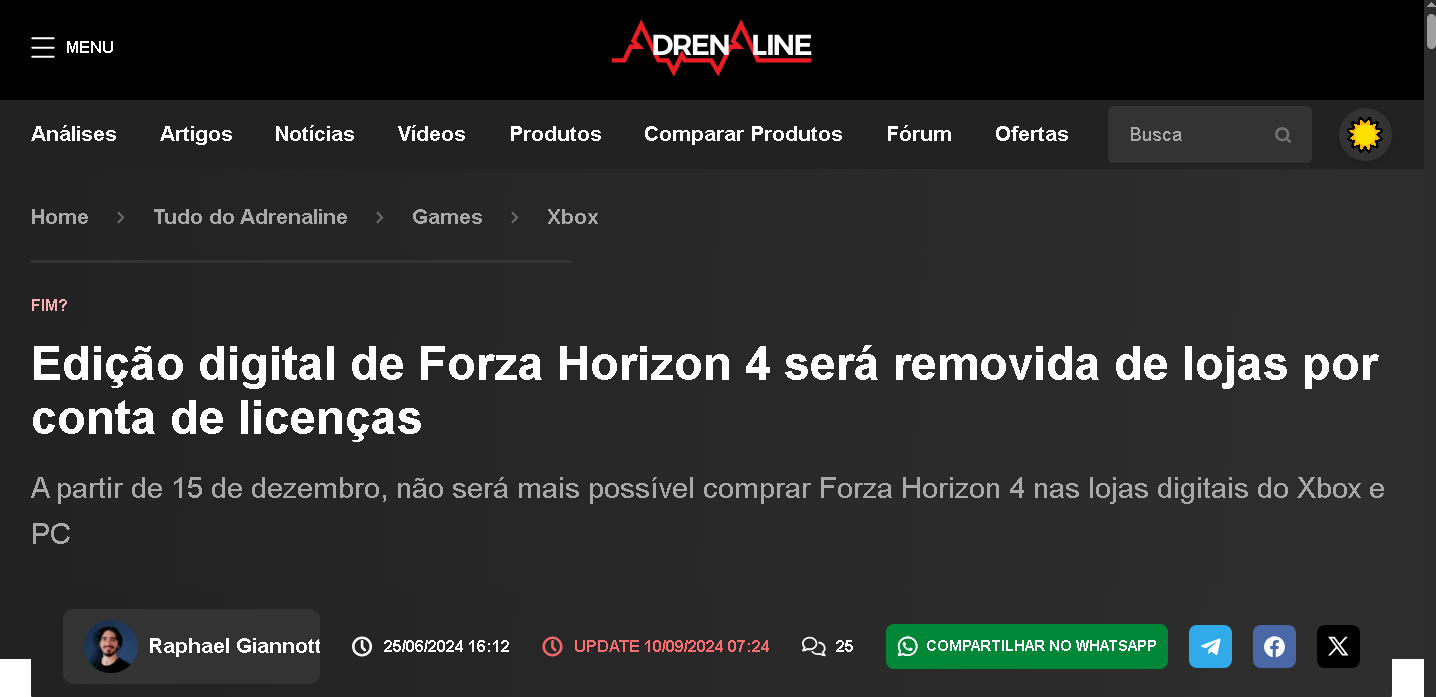 MENU
ADRENALINE
Análises
Artigos
Notícias
Vídeos
Produtos
Comparar Produtos
Fórum
Ofertas
Busca
Home > Tudo do Adrenaline > Games > Xbox
FIM?
Edição digital de Forza Horizon 4 será removida de lojas por
conta de licenças
A partir de 15 de dezembro, não será mais possível comprar Forza Horizon 4 nas lojas digitais do Xbox e
PC
Raphael Giannott
25/06/2024 16:12
UPDATE 10/09/2024 07:24
25
COMPARTILHAR NO WHATSAPP